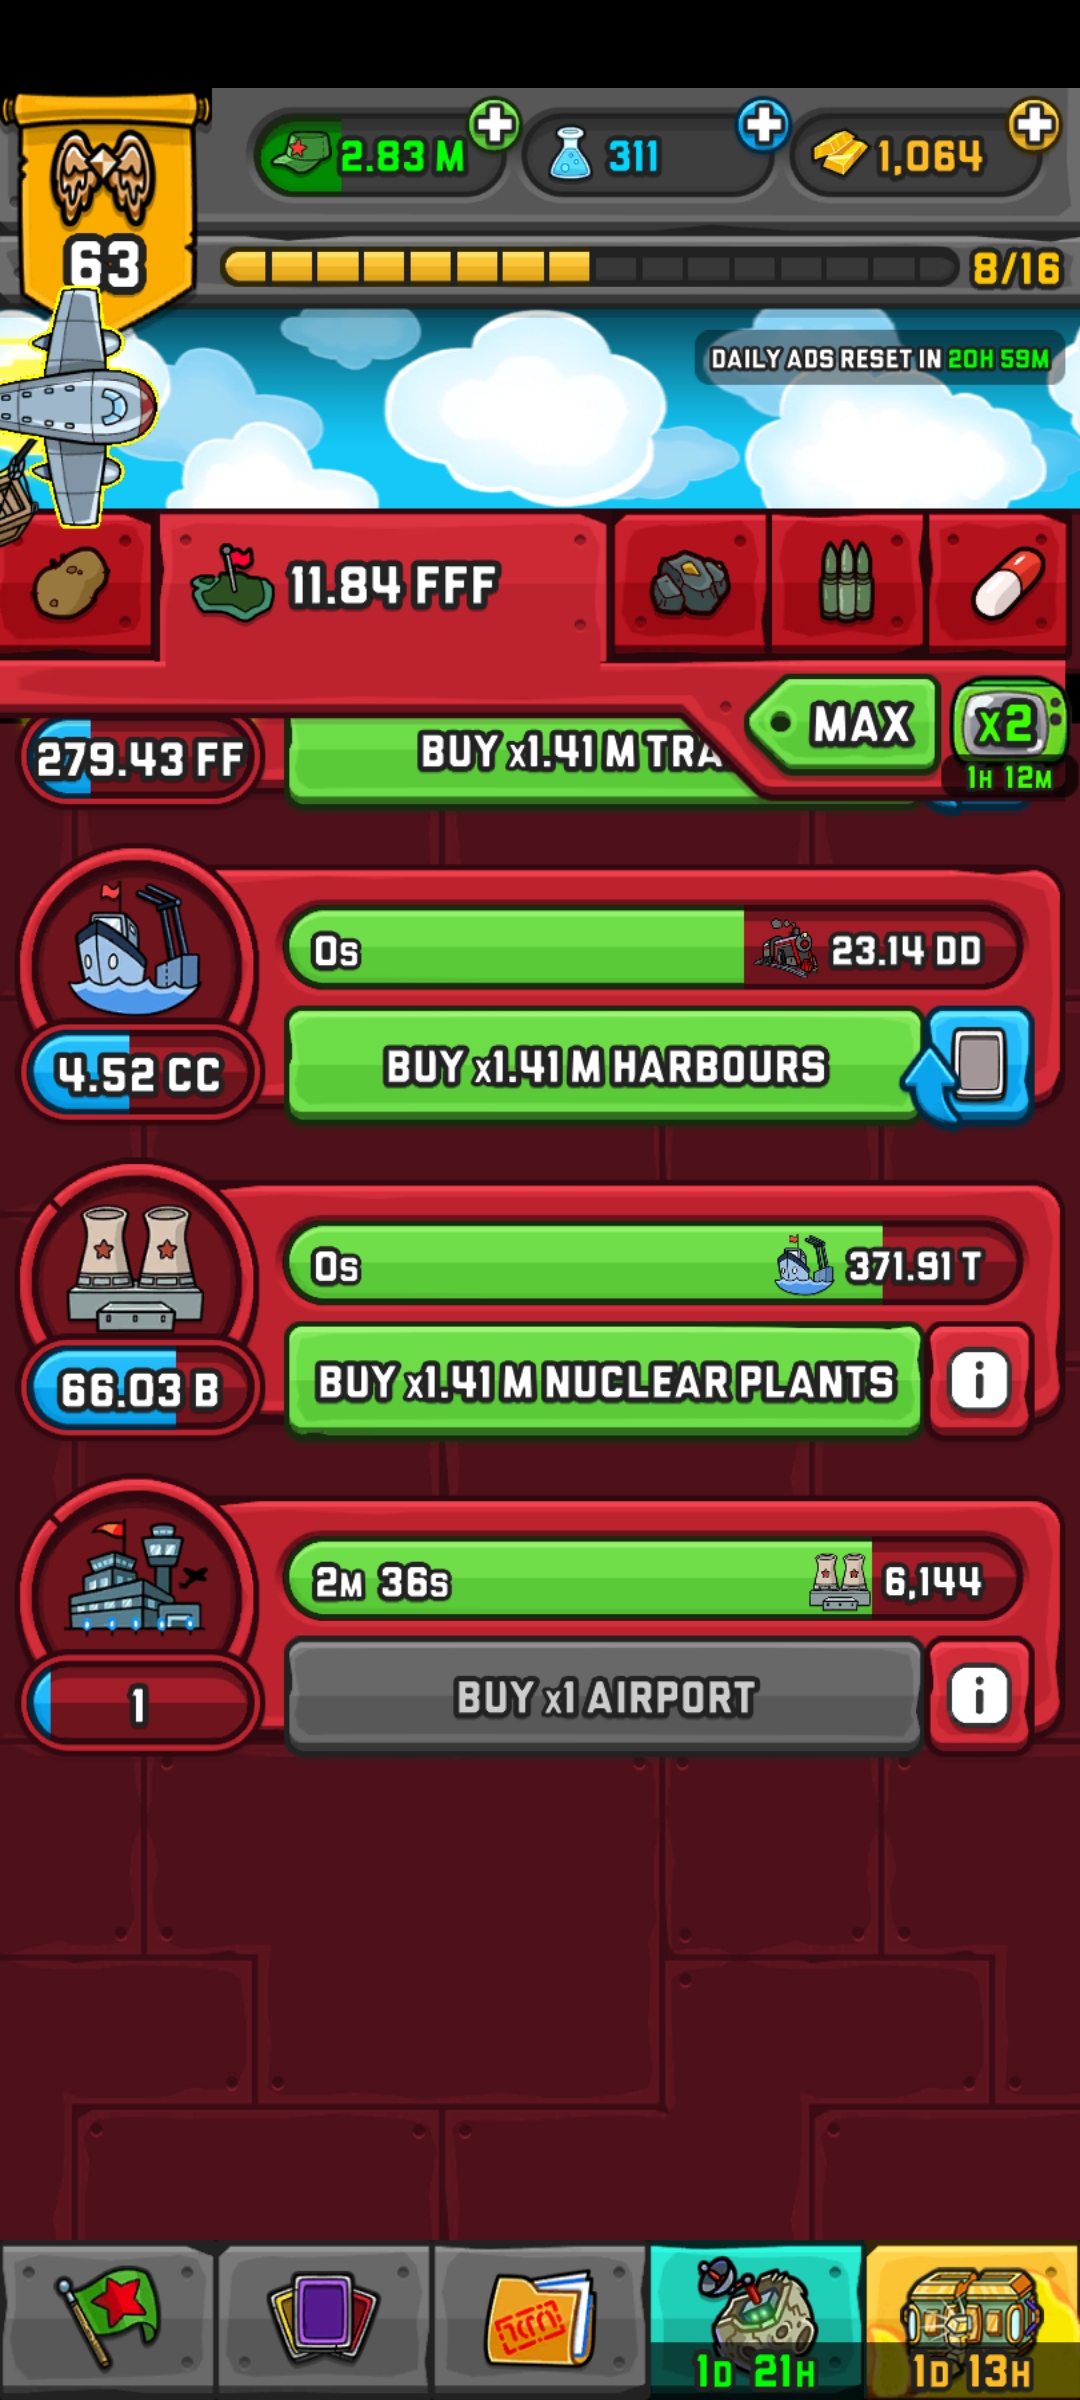 2.83 M
311
1,064
63
8/16
DAILY ADS RESET IN 20H 59M
11.84 FFF
MAX
x2
1H 12M
279.43 FF
BUY x1.41 M TRA
0s
23.14 DD
4.52 CC
BUY x1.41 M HARBOURS
0s
371.91 T
66.03 B
BUY x1.41 M NUCLEAR PLANTS
i
2M 36s
6,144
1
BUY x1 AIRPORT
i
1D 21H
1D 13H